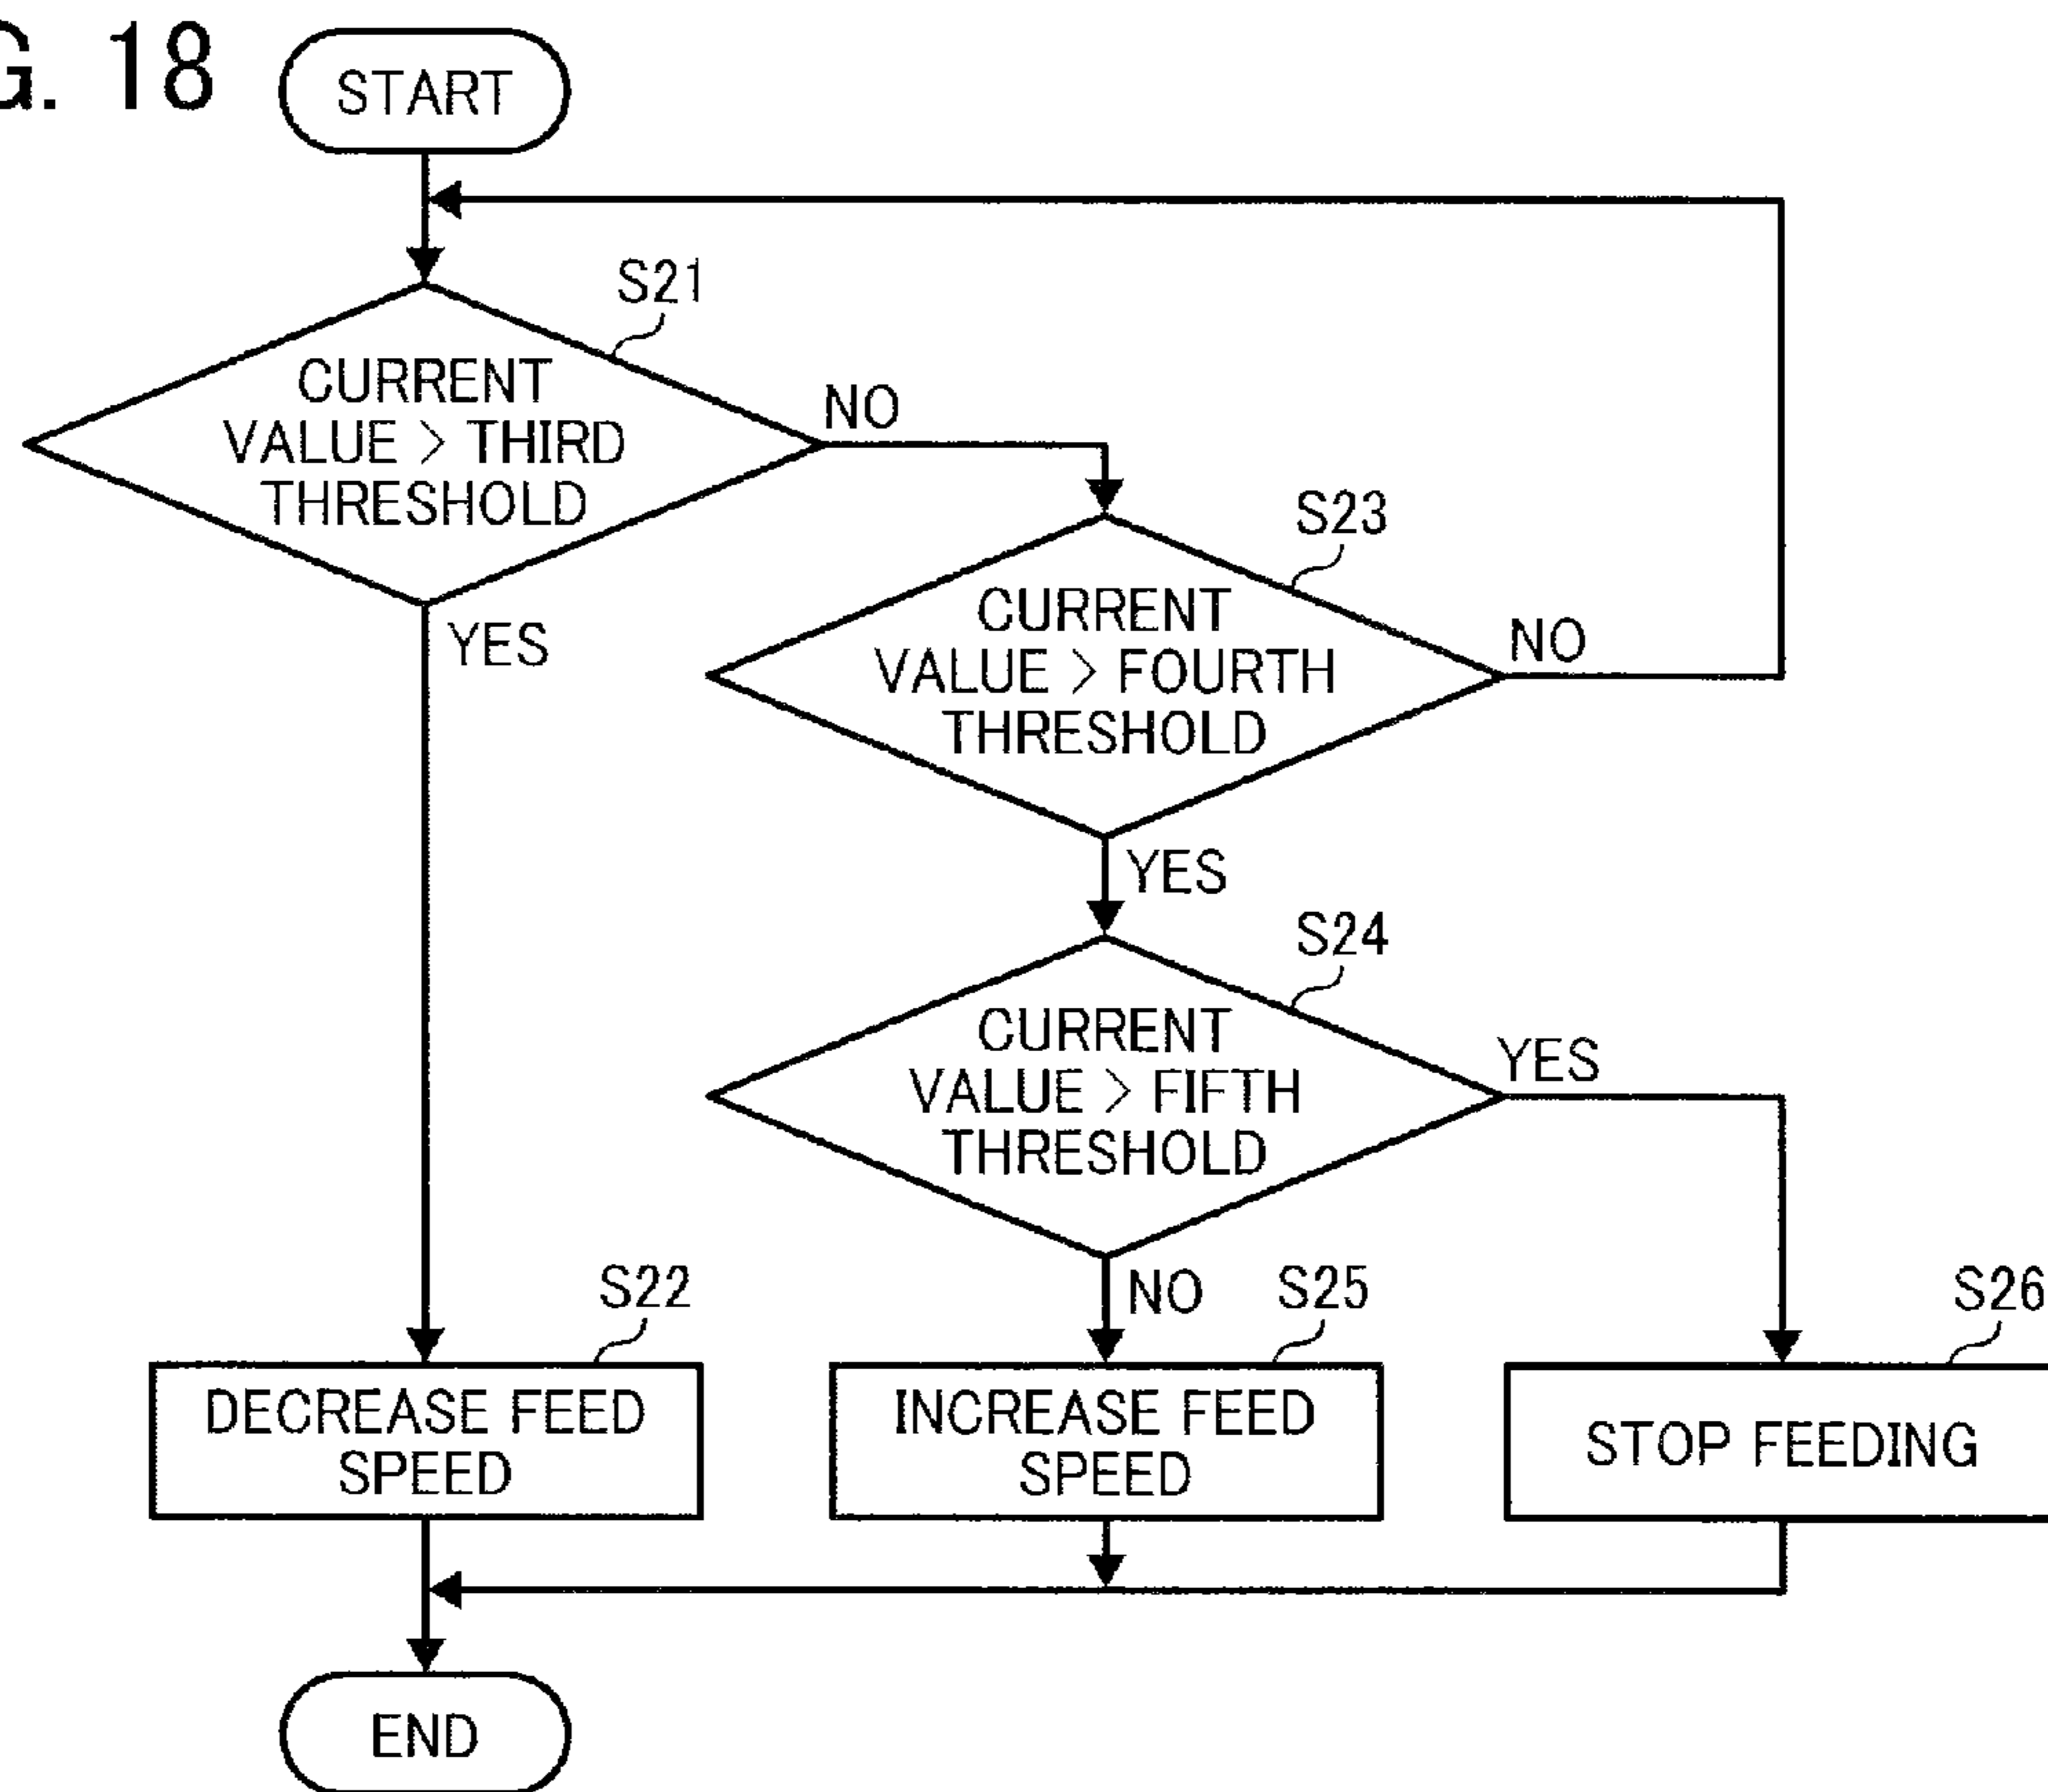 G. 18
START
S21
CURRENT
VALUE > THIRD
THRESHOLD
NO
YES
S23
CURRENT
VALUE > FOURTH
THRESHOLD
NO
YES
S24
CURRENT
VALUE > FIFTH
THRESHOLD
YES
NO
S22
DECREASE FEED
SPEED
S25
INCREASE FEED
SPEED
S26
STOP FEEDING
END